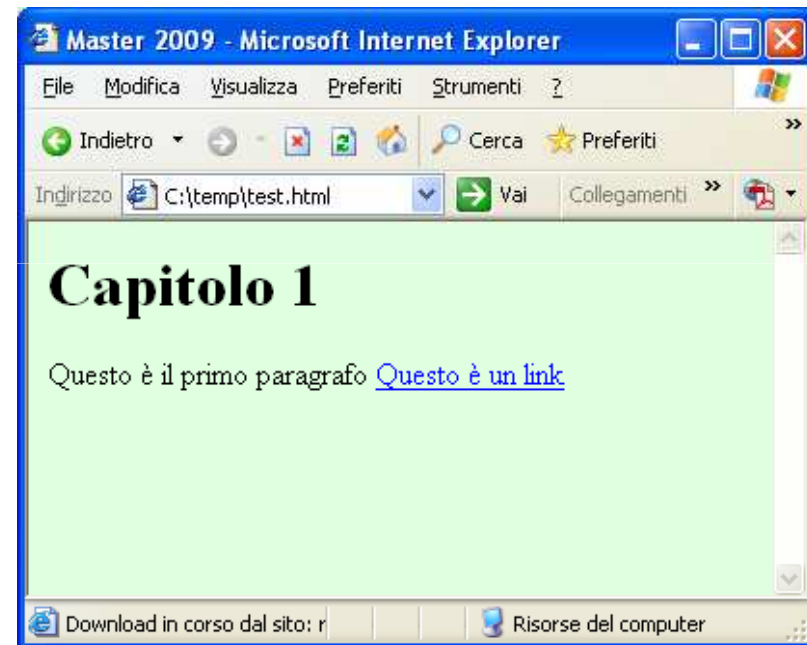 Master 2009 - Microsoft Internet Explorer
File Modifica Visualizza Preferiti Strumenti ?
Indietro Cerca Preferiti »
Indirizzo C:\temp\test.html Vai Collegamenti »
Capitolo 1
Questo è il primo paragrafo Questo è un link
Download in corso dal sito: r Risorse del computer